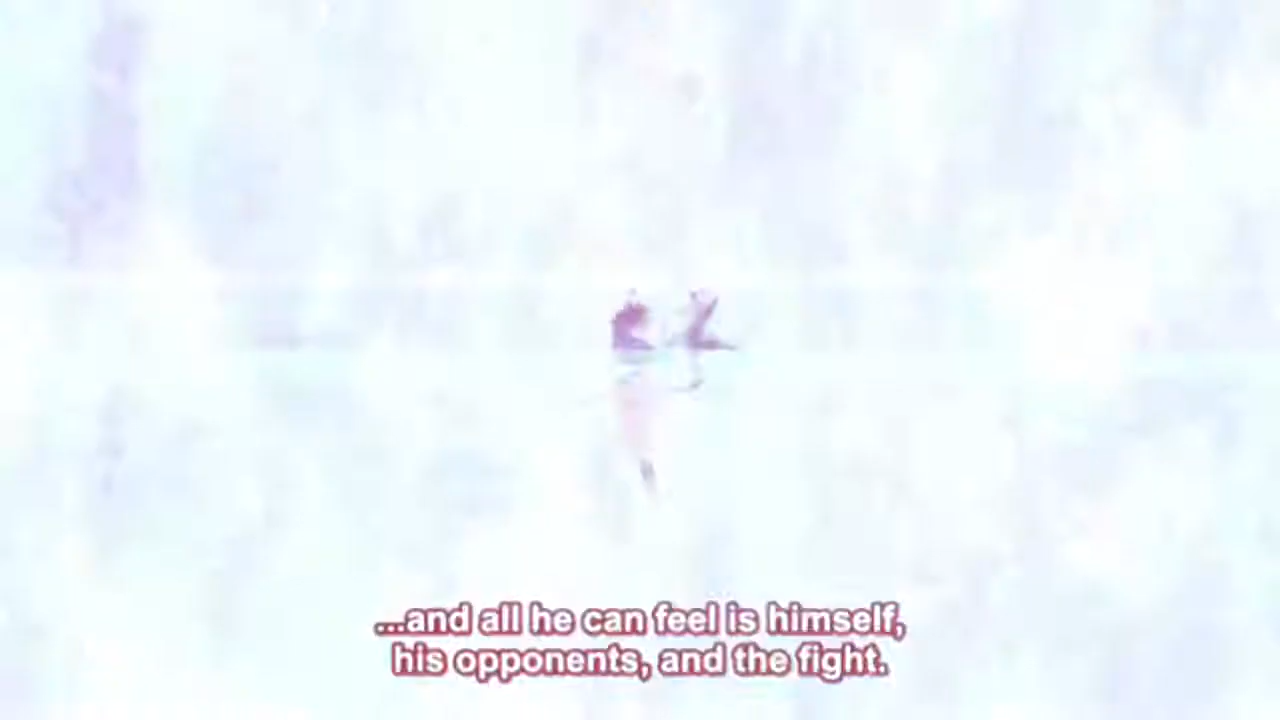 ...and all he can feel is himself,
his opponents, and the fight.